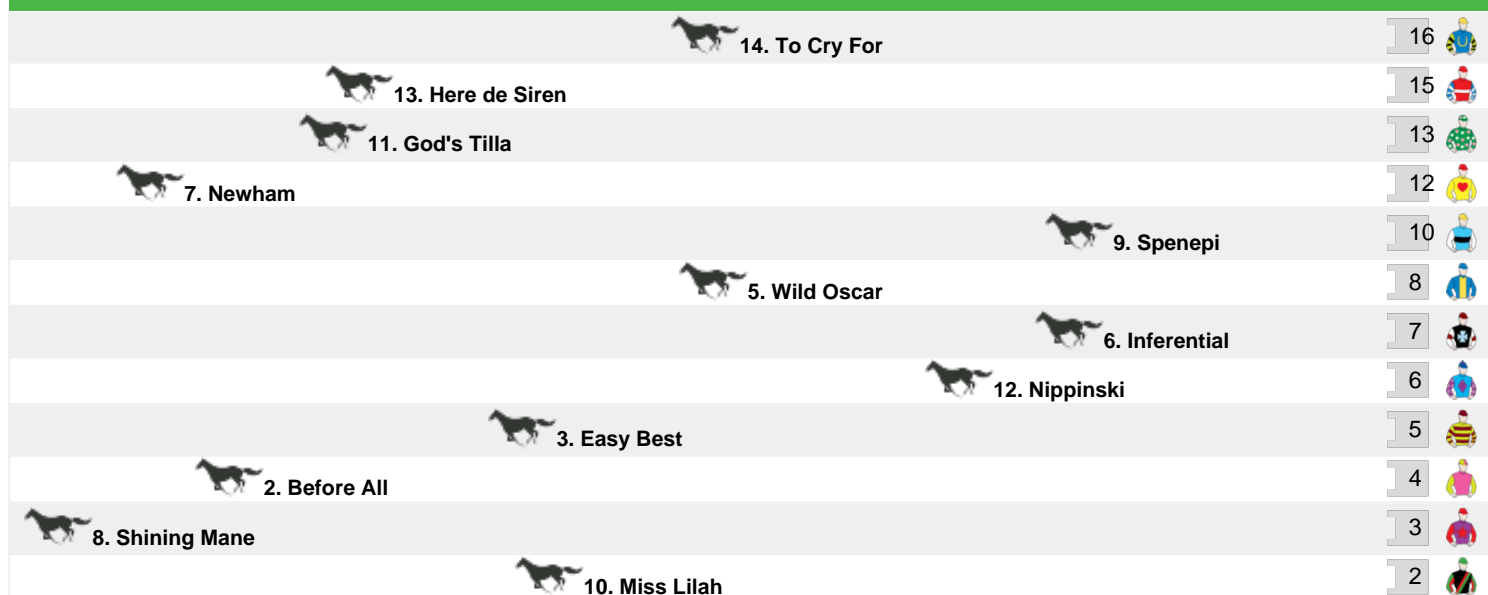 14. To Cry For 16
13. Here de Siren 15
11. God's Tilla 13
7. Newham 12
9. Spenepi 10
5. Wild Oscar 8
6. Inferential 7
12. Nippinski 6
3. Easy Best 5
2. Before All 4
8. Shining Mane 3
10. Miss Lilah 2